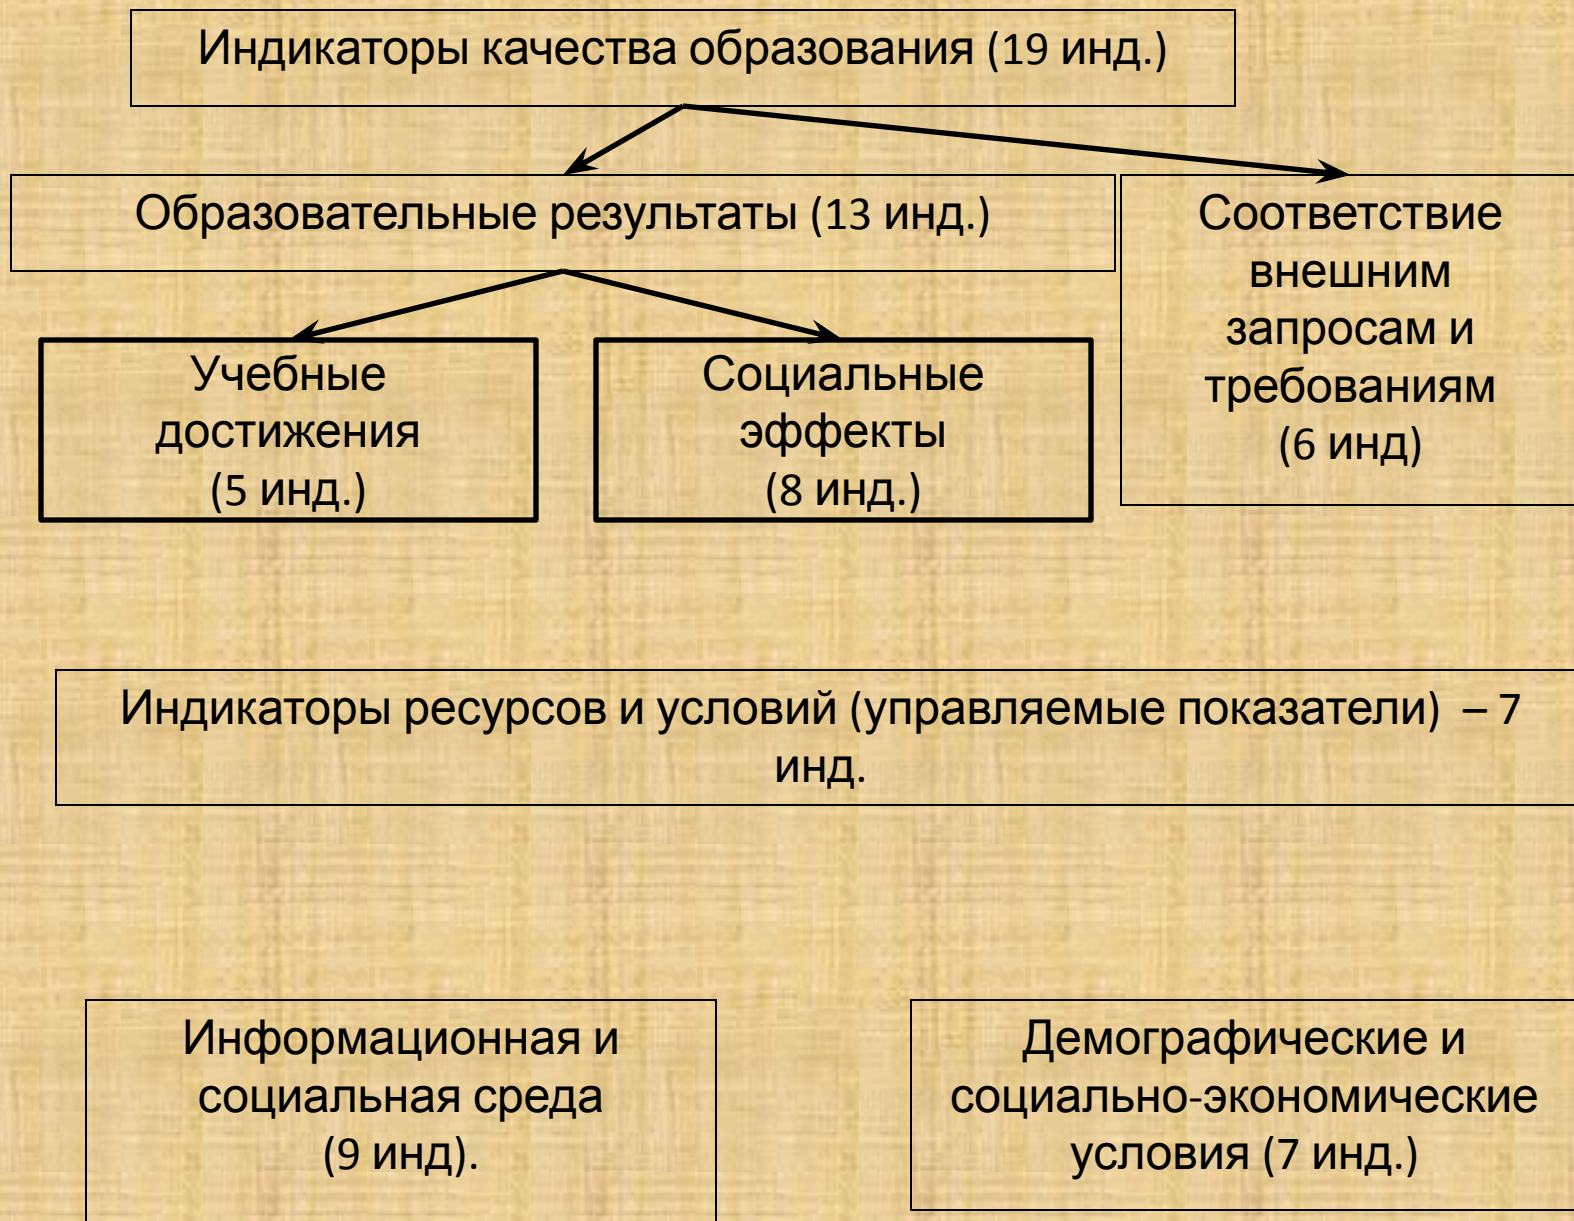 Индикаторы качества образования (19 инд.)
Образовательные результаты (13 инд.)
Соответствие
внешним
запросам и
требованиям
(6 инд)
Учебные
достижения
(5 инд.)
Социальные
эффекты
(8 инд.)
Индикаторы ресурсов и условий (управляемые показатели) – 7
инд.
Информационная и
социальная среда
(9 инд).
Демографические и
социально-экономические
условия (7 инд.)